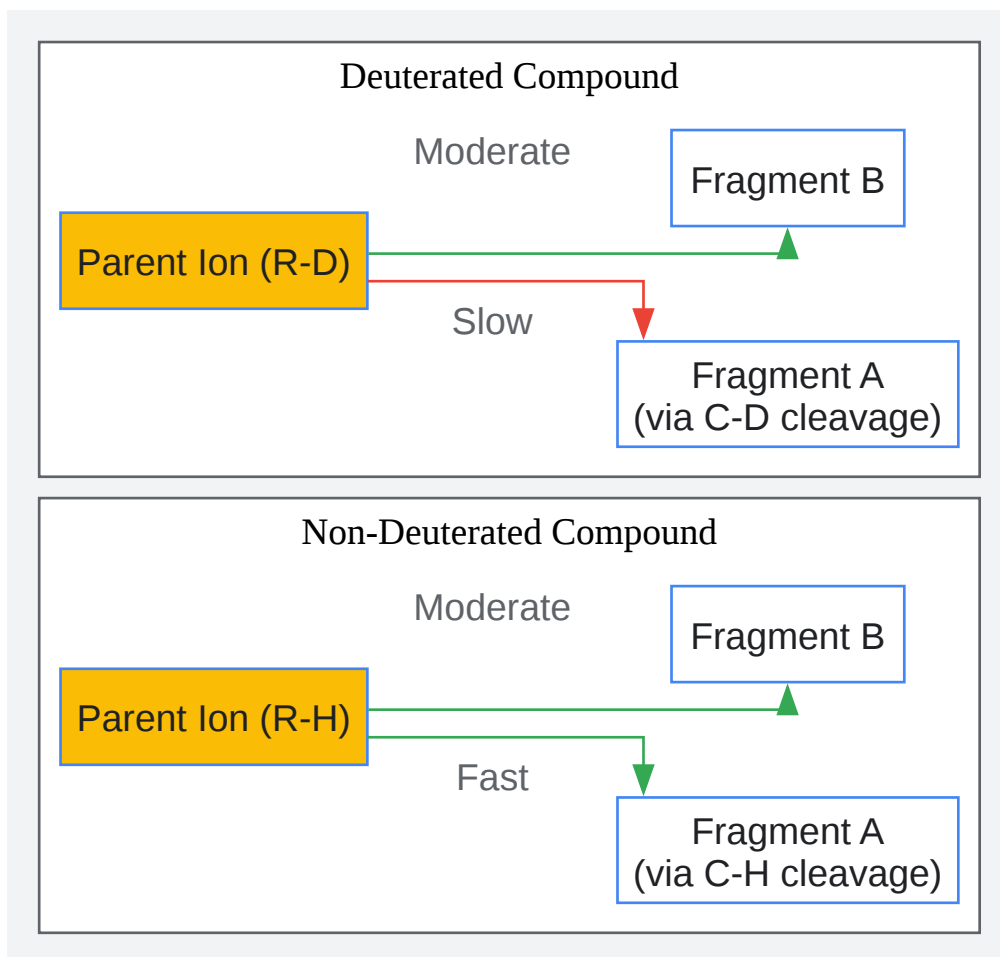 Deuterated Compound
Moderate
Fragment B
Parent Ion (R-D)
Slow
Fragment A
(via C-D cleavage)
Non-Deuterated Compound
Moderate
Fragment B
Parent Ion (R-H)
Fast
Fragment A
(via C-H cleavage)